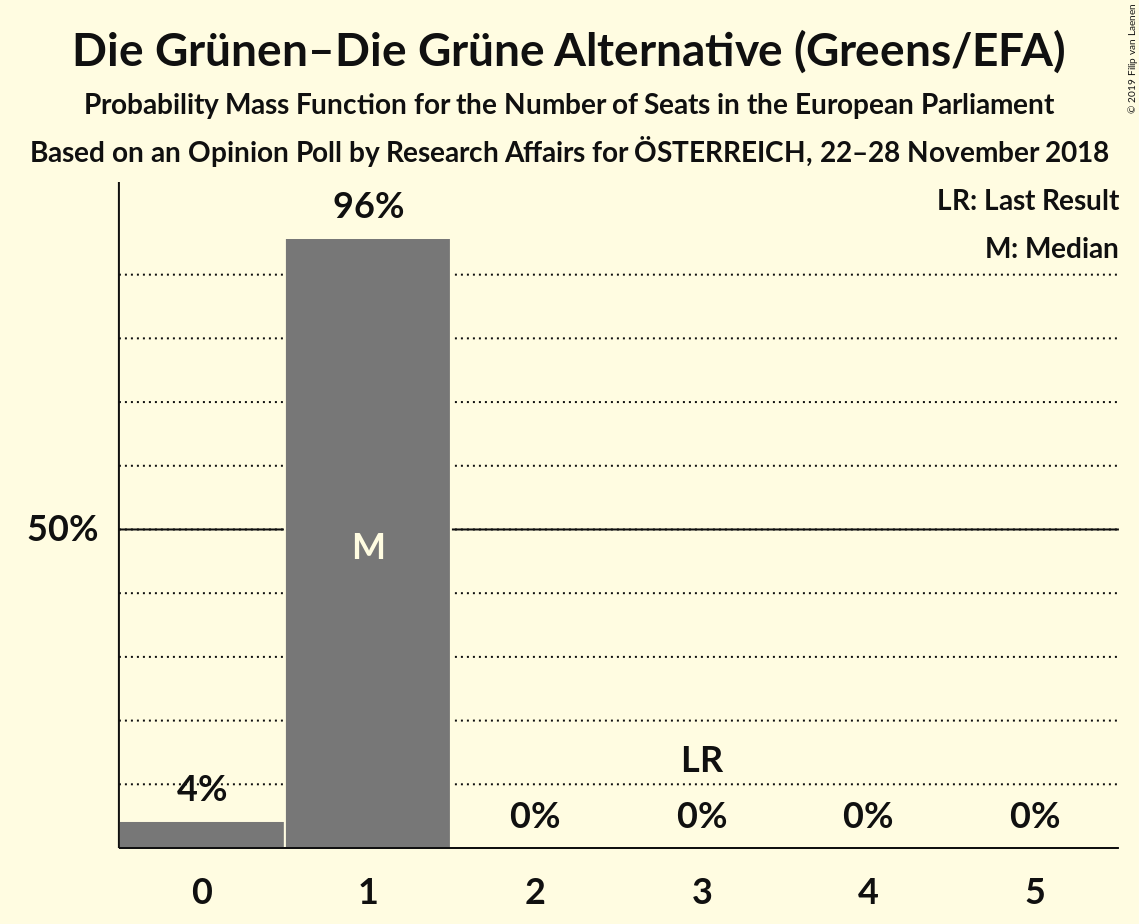 Die Grünen–Die Grüne Alternative (Greens/EFA)
Probability Mass Function for the Number of Seats in the European Parliament
Based on an Opinion Poll by Research Affairs for ÖSTERREICH, 22–28 November 2018
© 2019 Filip van Laenen
LR: Last Result
M: Median
96%
50%
M
LR
4%
0% 0% 0% 0%
0 1 2 3 4 5